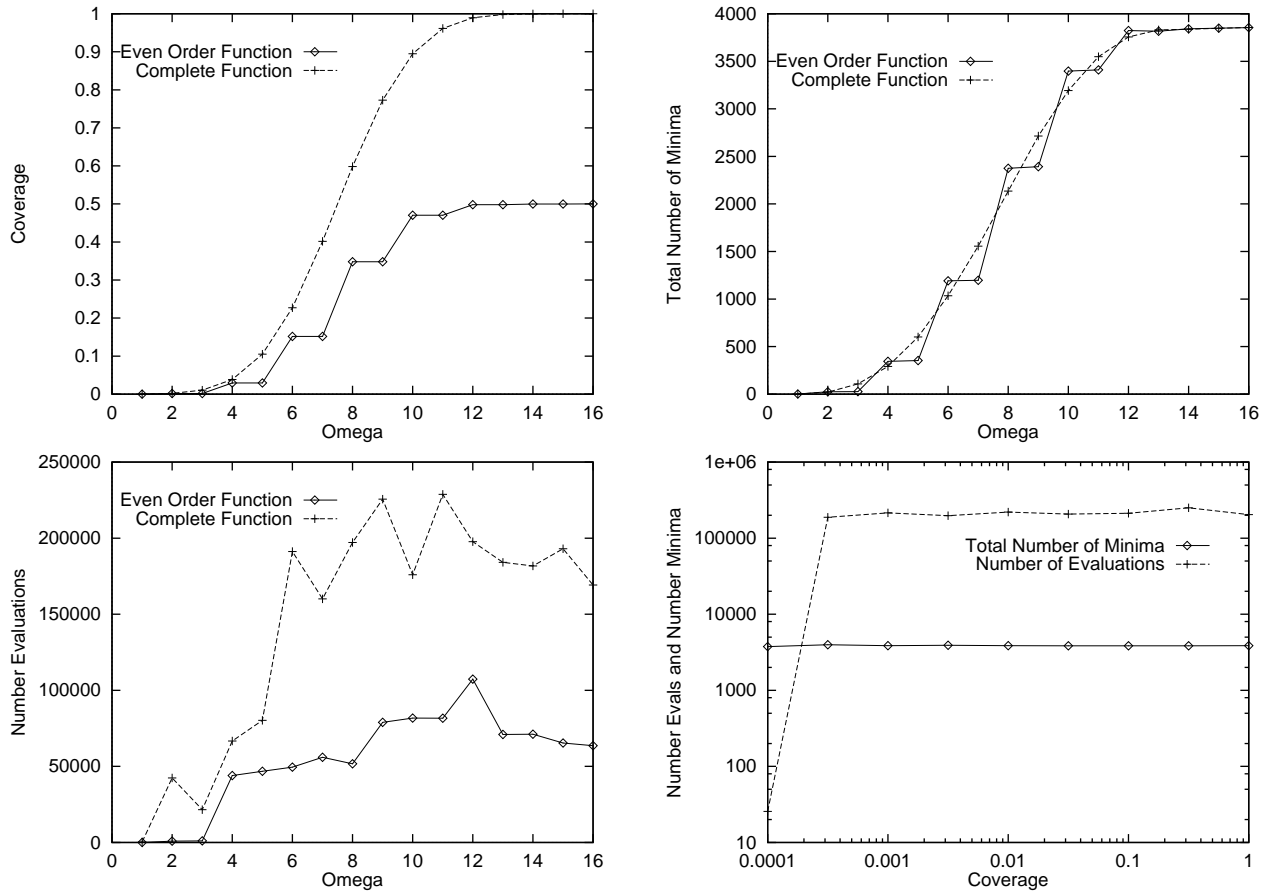 1
0.9
0.8
0.7
0.6
0.5
0.4
0.3
0.2
0.1
0
Coverage
Even Order Function
Complete Function
0 2 4 6 8 10 12 14 16
Omega
4000
3500
3000
2500
2000
1500
1000
500
0
Total Number of Minima
Even Order Function
Complete Function
0 2 4 6 8 10 12 14 16
Omega
250000
200000
150000
100000
50000
0
Number Evaluations
Even Order Function
Complete Function
0 2 4 6 8 10 12 14 16
Omega
1e+06
100000
10000
1000
100
10
Number Evals and Number Minima
Total Number of Minima
Number of Evaluations
0.0001 0.001 0.01 0.1 1
Coverage